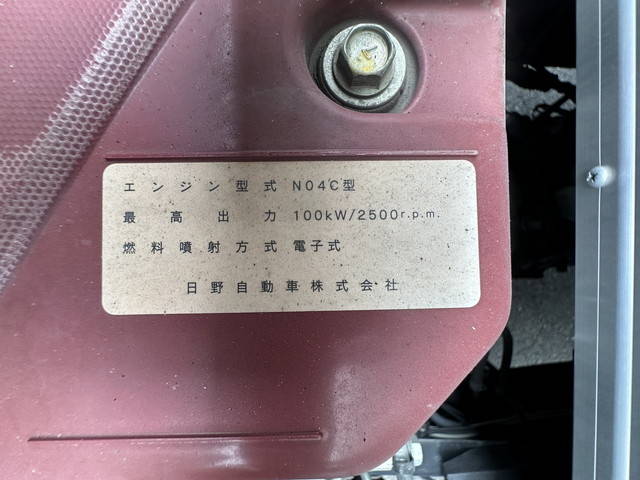 エンジン型式 N04C型
最高出力 100kW/2500r.p.m.
燃料噴射方式 電子式
日野自動車株式会社